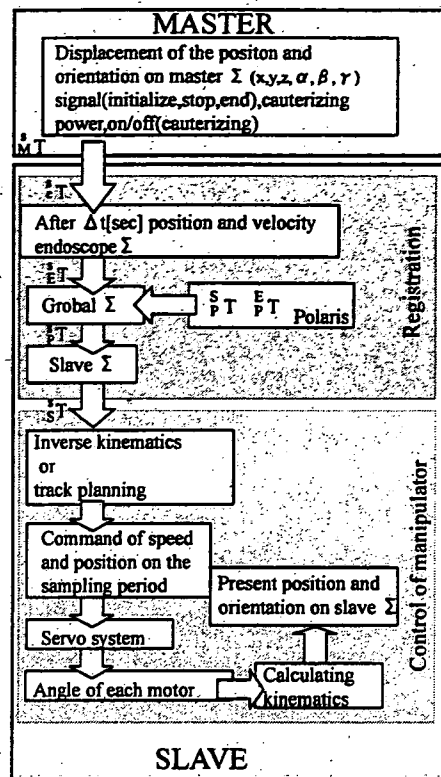 MASTER
Displacement of the positon and
orientation on master Σ (x,y,z, α, β, γ)
signal(initialize,stop,end),cauterizing
power,on/off(cauterizing)
S M T
S e T
After Δt[sec] position and velocity
endoscope Σ
S E T
Grobal Σ
S P T E P T Polaris
S P T
Slave Σ
S S T
Registration
Inverse kinematics
or
track planning
Command of speed
and position on the
sampling period
Present position and
orientation on slave Σ
Servo system
Angle of each motor
Calculating
kinematics
Control of manipulator
SLAVE